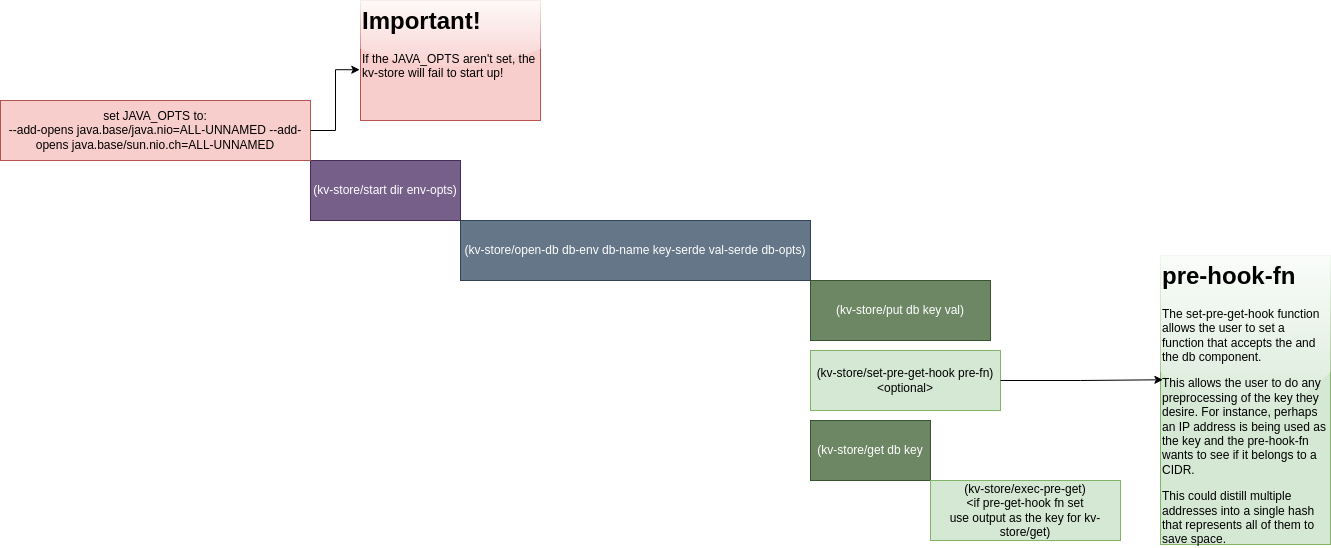 Important!
If the JAVA_OPTS aren't set, the
kv-store will fail to start up!
set JAVA_OPTS to:
--add-opens java.base/java.nio=ALL-UNNAMED --add-
opens java.base/sun.nio.ch=ALL-UNNAMED
(kv-store/start dir env-opts)
(kv-store/open-db db-env db-name key-serde val-serde db-opts)
(kv-store/put db key val)
(kv-store/set-pre-get-hook pre-fn)
<optional>
(kv-store/get db key
(kv-store/exec-pre-get)
<if pre-get-hook fn set
use output as the key for kv-
store/get)
pre-hook-fn
The set-pre-get-hook function
allows the user to set a
function that accepts the and
the db component.
This allows the user to do any
preprocessing of the key they
desire. For instance, perhaps
an IP address is being used as
the key and the pre-hook-fn
wants to see if it belongs to a
CIDR.
This could distill multiple
addresses into a single hash
that represents all of them to
save space.